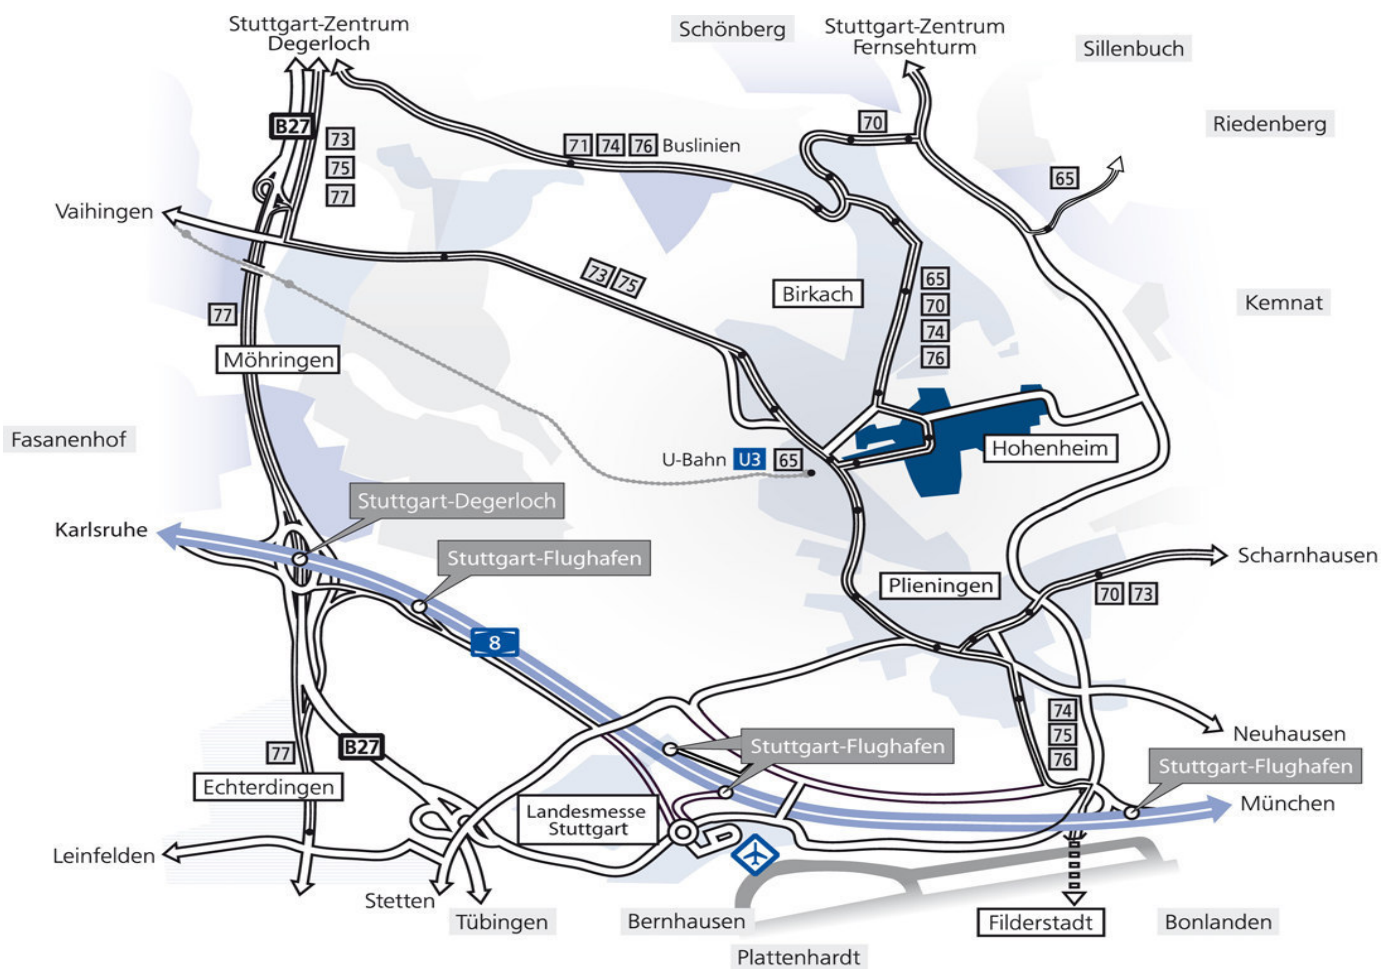 Stuttgart-Zentrum
Degerloch
Schönberg
Stuttgart-Zentrum
Fernsehturm
Sillenbuch
B27
73
75
77
71 74 76 Buslinien
70
Riedenberg
65
Vaihingen
73 75
Birkach
65
70
74
76
Kemnat
77
Möhringen
Fasanenhof
U-Bahn U3 65
Hohenheim
Stuttgart-Degerloch
Karlsruhe
Stuttgart-Flughafen
Scharnhausen
Plieningen
70 73
8
74
75
76
Neuhausen
77
B27
Stuttgart-Flughafen
Stuttgart-Flughafen
Echterdingen
Landesmesse
Stuttgart
München
Leinfelden
Stetten
Tübingen
Bernhausen
Filderstadt
Bonlanden
Plattenhardt